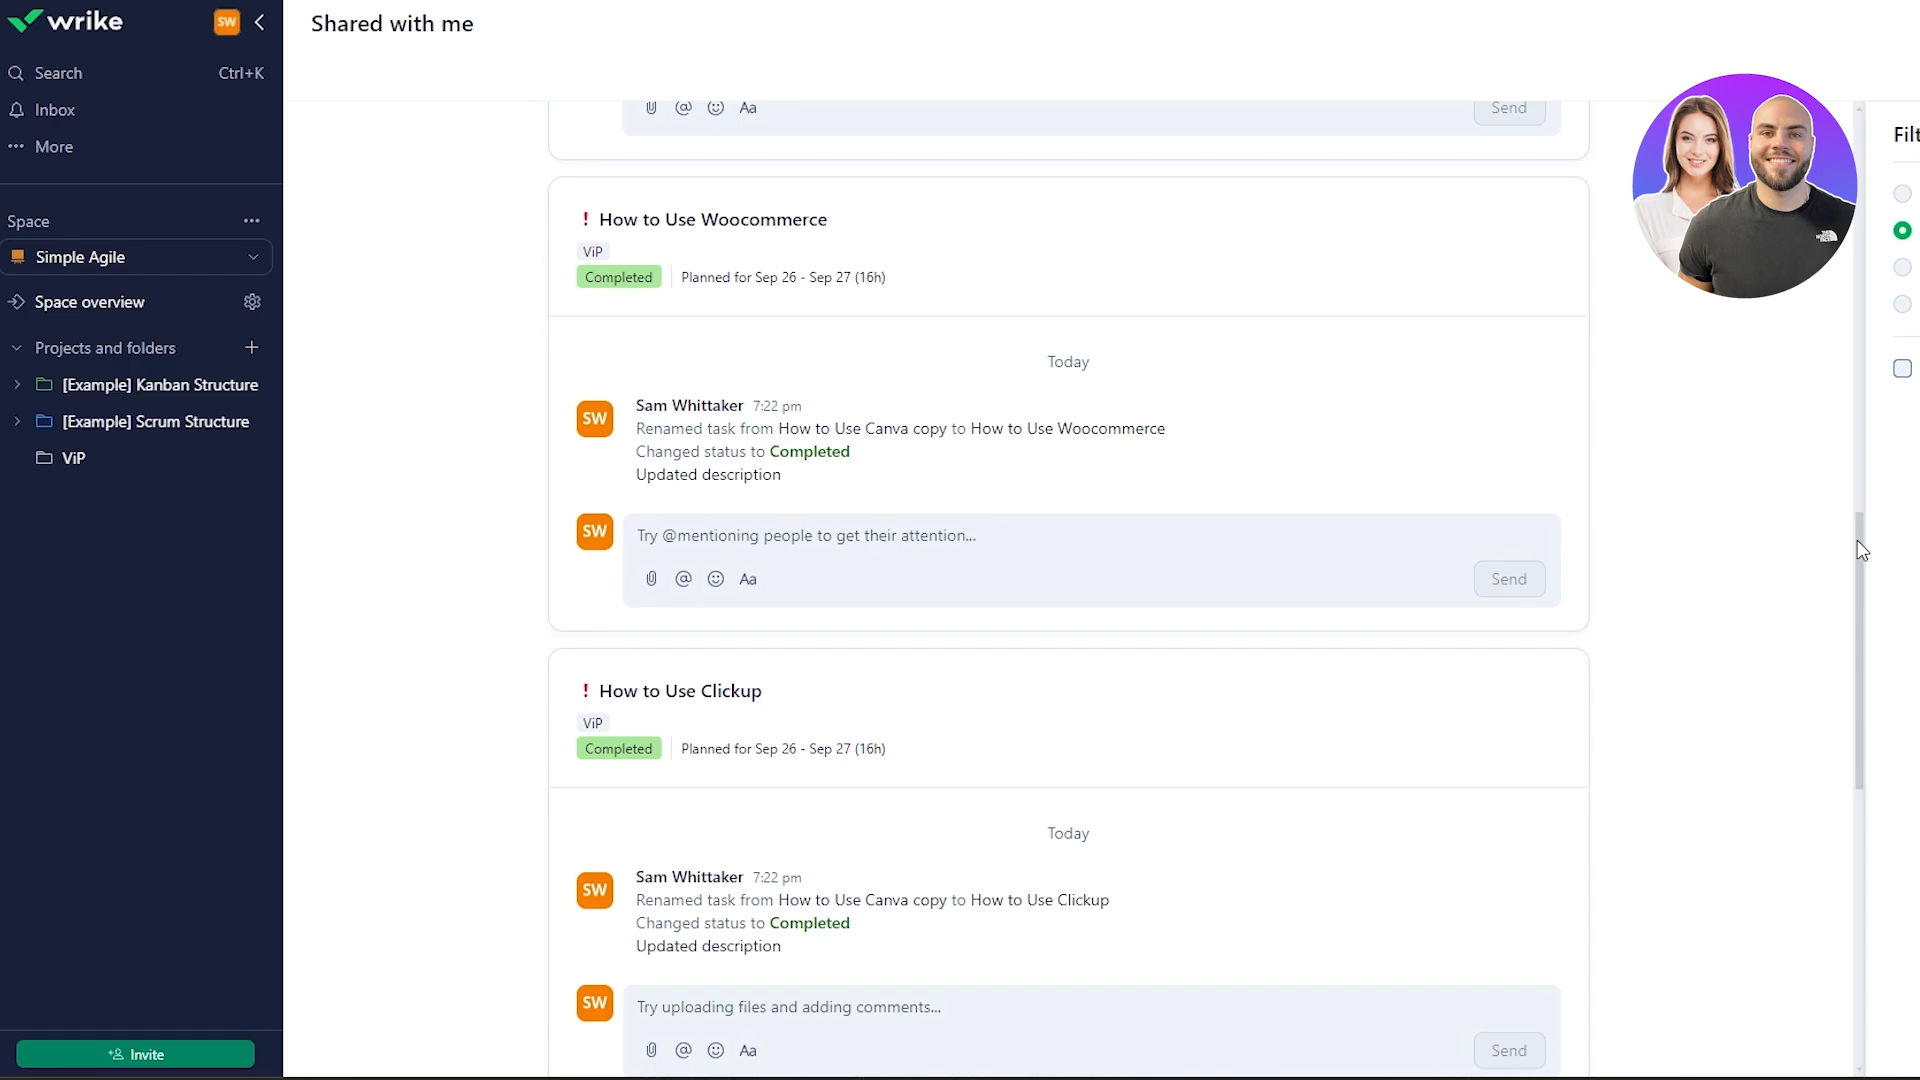 wrike
SW
Search
Ctrl+K
Inbox
More
Space
Simple Agile
Space overview
Projects and folders
[Example] Kanban Structure
[Example] Scrum Structure
ViP
Invite
Shared with me
Aa
Send
! How to Use Woocommerce
ViP
Completed
Planned for Sep 26 - Sep 27 (16h)
Today
SW
Sam Whittaker 7:22 pm
Renamed task from How to Use Canva copy to How to Use Woocommerce
Changed status to Completed
Updated description
SW
Try @mentioning people to get their attention...
Aa
Send
! How to Use Clickup
ViP
Completed
Planned for Sep 26 - Sep 27 (16h)
Today
SW
Sam Whittaker 7:22 pm
Renamed task from How to Use Canva copy to How to Use Clickup
Changed status to Completed
Updated description
SW
Try uploading files and adding comments...
Aa
Send
Filt